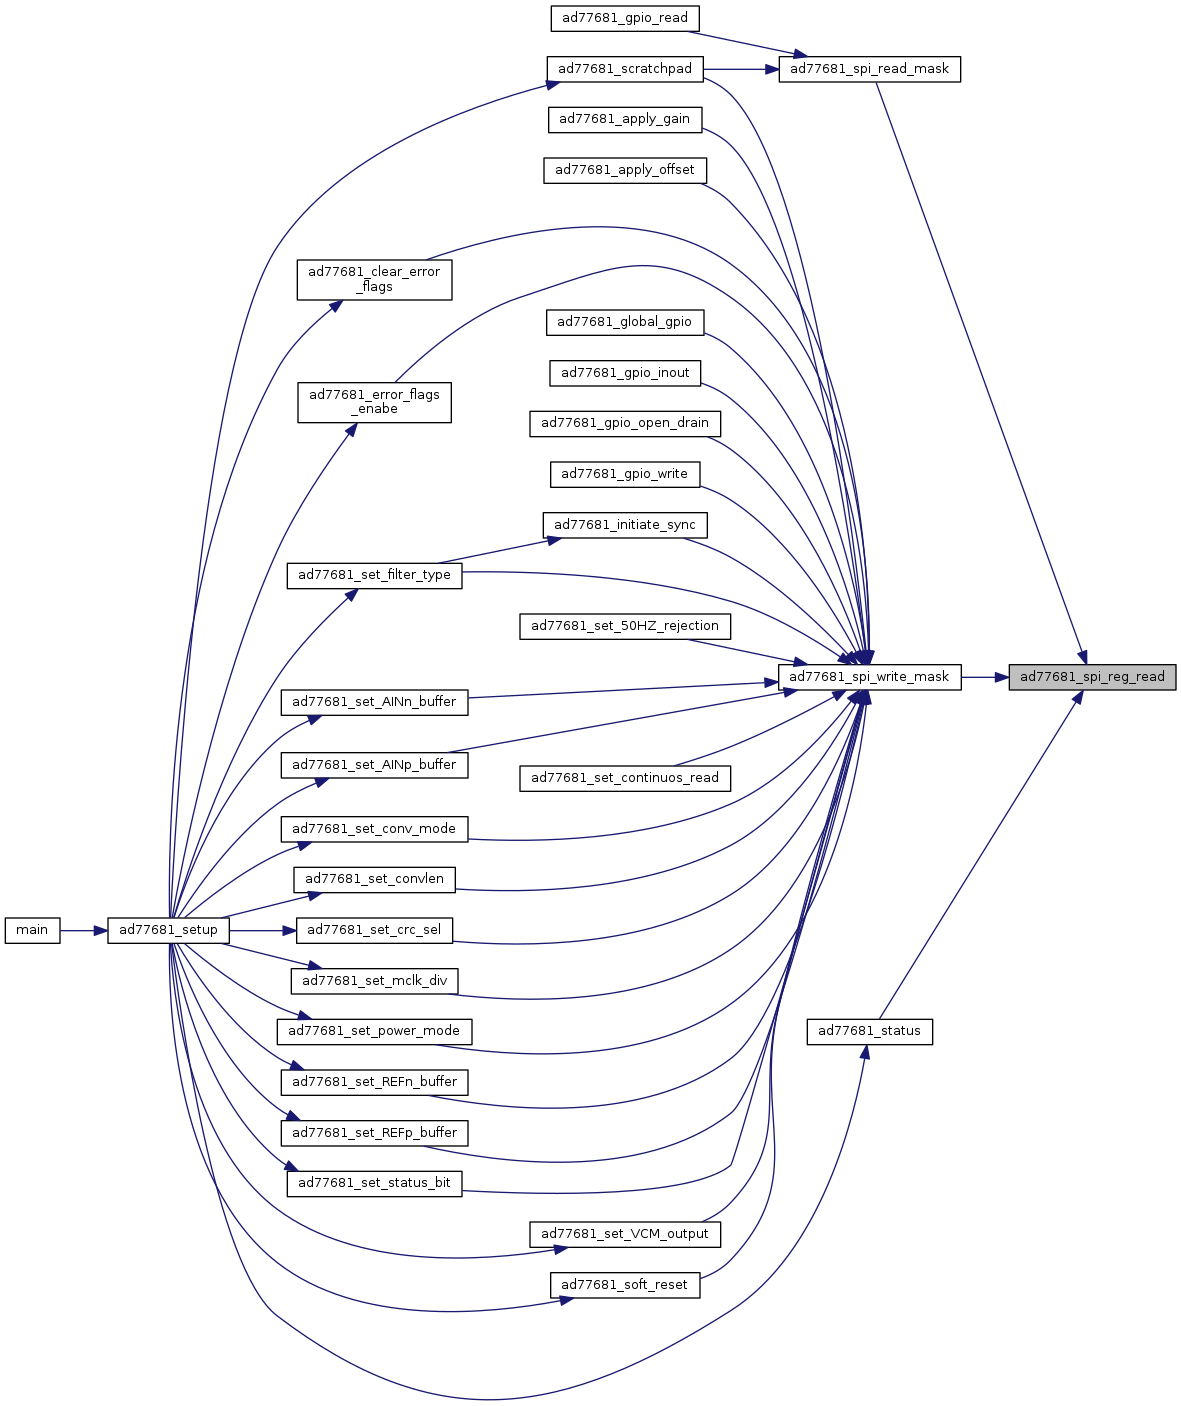 ad77681_gpio_read
ad77681_scratchpad
ad77681_spi_read_mask
ad77681_apply_gain
ad77681_apply_offset
ad77681_clear_error
_flags
ad77681_global_gpio
ad77681_gpio_inout
ad77681_error_flags
_enabe
ad77681_gpio_open_drain
ad77681_gpio_write
ad77681_initiate_sync
ad77681_set_filter_type
ad77681_set_50HZ_rejection
ad77681_spi_write_mask
ad77681_spi_reg_read
ad77681_set_AINn_buffer
ad77681_set_AINp_buffer
ad77681_set_continuos_read
ad77681_set_conv_mode
ad77681_set_convlen
main
ad77681_setup
ad77681_set_crc_sel
ad77681_set_mclk_div
ad77681_set_power_mode
ad77681_status
ad77681_set_REFn_buffer
ad77681_set_REFp_buffer
ad77681_set_status_bit
ad77681_set_VCM_output
ad77681_soft_reset